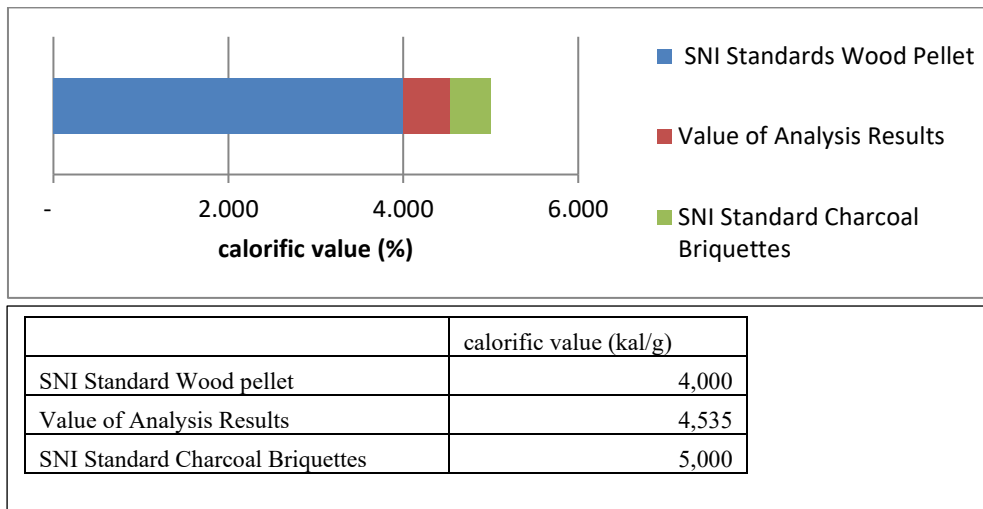 SNI Standards Wood Pellet
Value of Analysis Results
SNI Standard Charcoal
Briquettes
- 2.000 4.000 6.000
calorific value (%)
calorific value (kal/g)
SNI Standard Wood pellet 4,000
Value of Analysis Results 4,535
SNI Standard Charcoal Briquettes 5,000